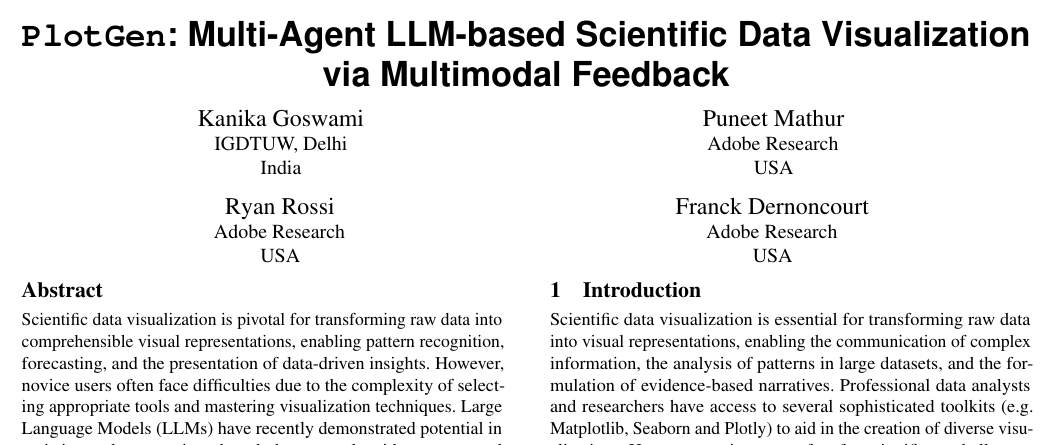 PlotGen: Multi-Agent LLM-based Scientific Data Visualization
via Multimodal Feedback
Kanika Goswami
IGDTUW, Delhi
India
Puneet Mathur
Adobe Research
USA
Ryan Rossi
Adobe Research
USA
Franck Dernoncourt
Adobe Research
USA
Abstract
Scientific data visualization is pivotal for transforming raw data into
comprehensible visual representations, enabling pattern recognition,
forecasting, and the presentation of data-driven insights. However,
novice users often face difficulties due to the complexity of select-
ing appropriate tools and mastering visualization techniques. Large
Language Models (LLMs) have recently demonstrated potential in
1 Introduction
Scientific data visualization is essential for transforming raw data
into visual representations, enabling the communication of complex
information, the analysis of patterns in large datasets, and the for-
mulation of evidence-based narratives. Professional data analysts
and researchers have access to several sophisticated toolkits (e.g.
Matplotlib, Seaborn and Plotly) to aid in the creation of diverse visu-